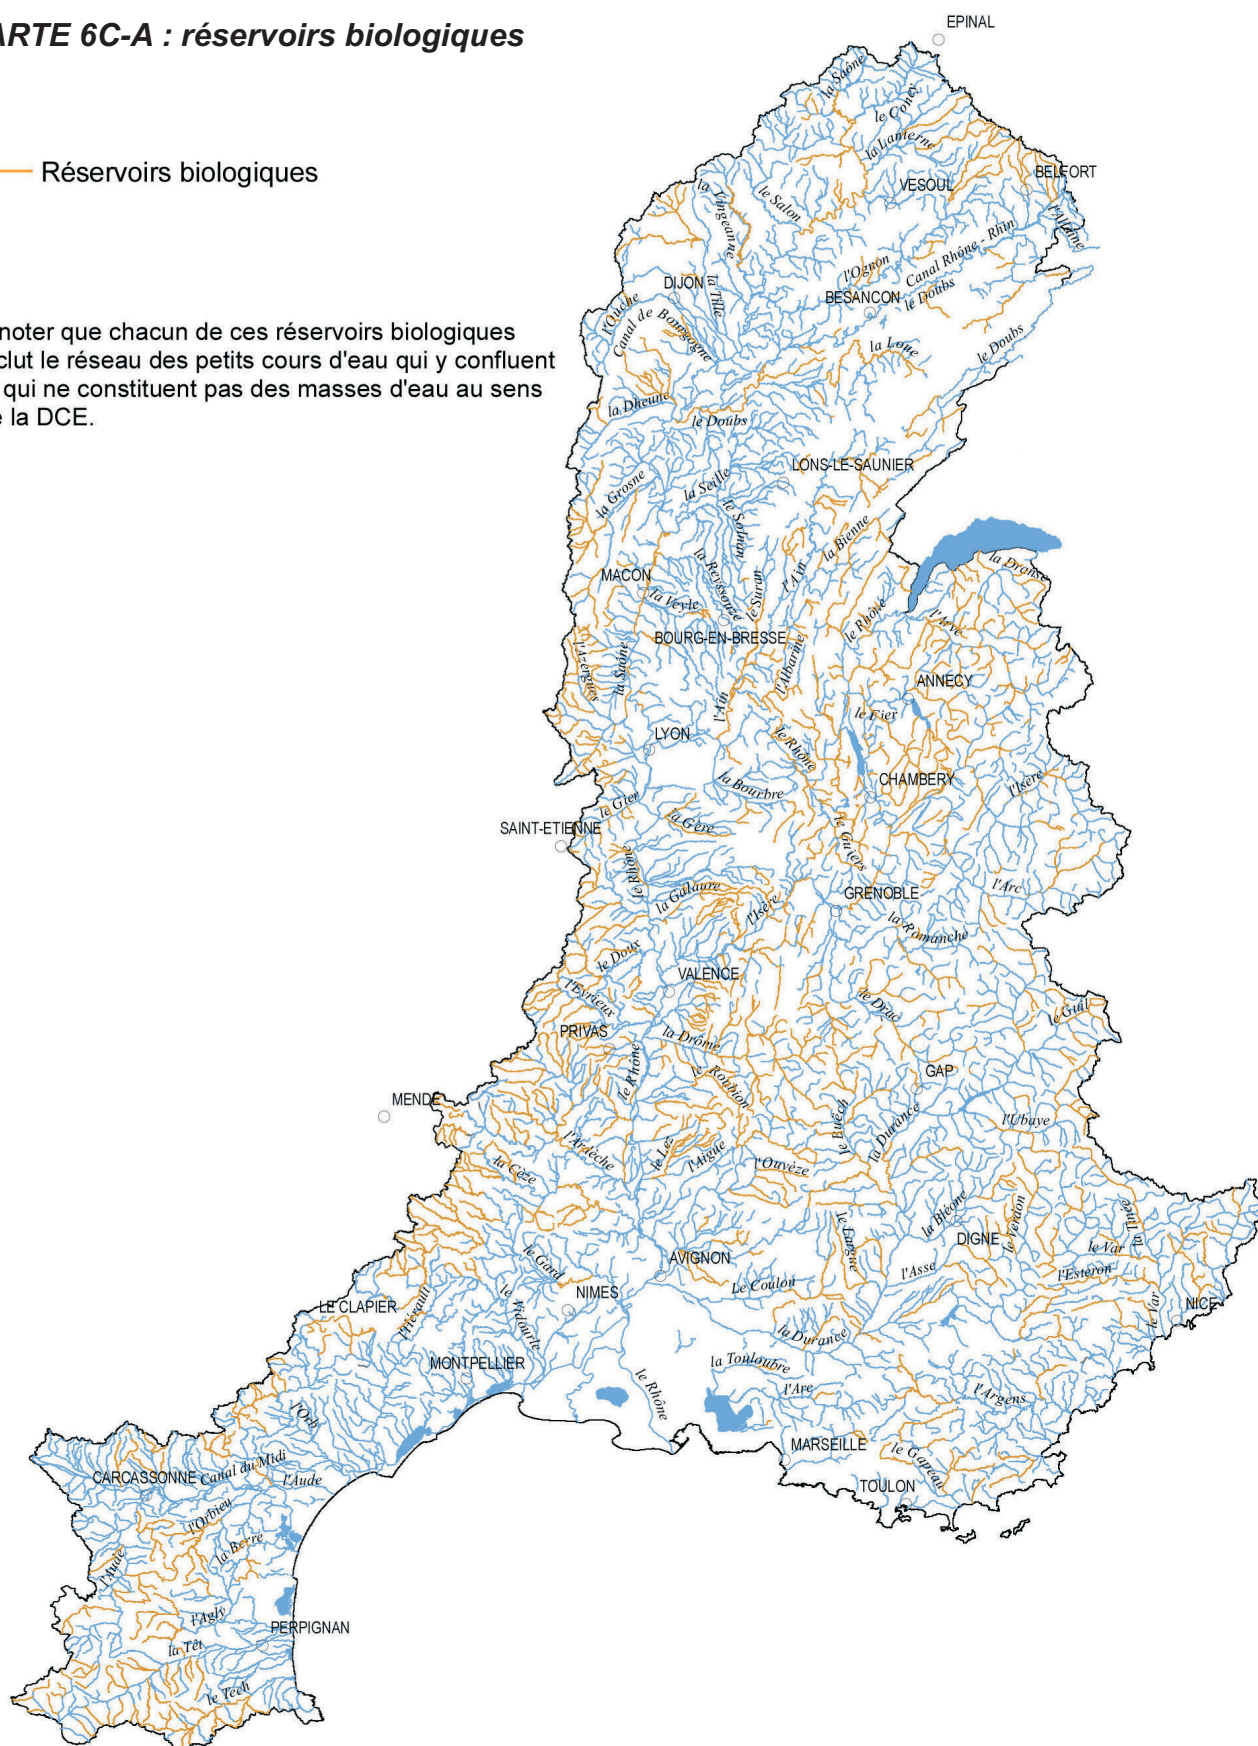 ARTE 6C-A : réservoirs biologiques
EPINAL
la Saône
le Coney
la Lanterne
Réservoirs biologiques
BELFORT
VESOUL
la Vingeanne
le Salon
l'Allaine
Canal Rhône - Rhin
l'Ognon
DIJON
la Tille
BESANCON
le Doubs
l'Ouche
Canal de Bourgogne
noter que chacun de ces réservoirs biologiques
clut le réseau des petits cours d'eau qui y confluent
qui ne constituent pas des masses d'eau au sens
e la DCE.
la Loue
le Doubs
la Dheune
le Doubs
LONS-LE-SAUNIER
la Grosne
la Seille
le Solnan
la Bienne
la Dranse
MACON
la Reyssouze
le Suran
l'Ain
la Veyle
le Rhône
l'Arve
BOURG-EN-BRESSE
l'Azergues
la Saône
l'Albarine
ANNECY
l'Ain
le Fier
LYON
le Rhône
CHAMBERY
l'Isère
la Bourbre
le Gier
la Gère
SAINT-ETIENNE
le Guiers
le Rhône
la Galaure
GRENOBLE
l'Arc
l'Isère
la Romanche
le Doux
VALENCE
l'Eyrieux
le Drac
le Guil
PRIVAS
la Drôme
le Rhône
le Roubion
GAP
MENDE
le Buëch
la Durance
l'Ubaye
l'Ardèche
le Lez
l'Aigue
l'Ouvèze
la Cèze
la Bléone
le Verdon
la Tinée
le Largue
DIGNE
le Var
AVIGNON
l'Asse
l'Esteron
le Gard
Le Coulon
NIMES
LE CLAPIER
l'Hérault
le Vidourle
NICE
le Var
la Durance
MONTPELLIER
la Touloubre
le Rhône
l'Arc
l'Argens
l'Orb
MARSEILLE
le Gapeau
CARCASSONNE
Canal du Midi
l'Aude
TOULON
l'Orbieu
la Berre
l'Aude
l'Agly
PERPIGNAN
la Têt
le Tech